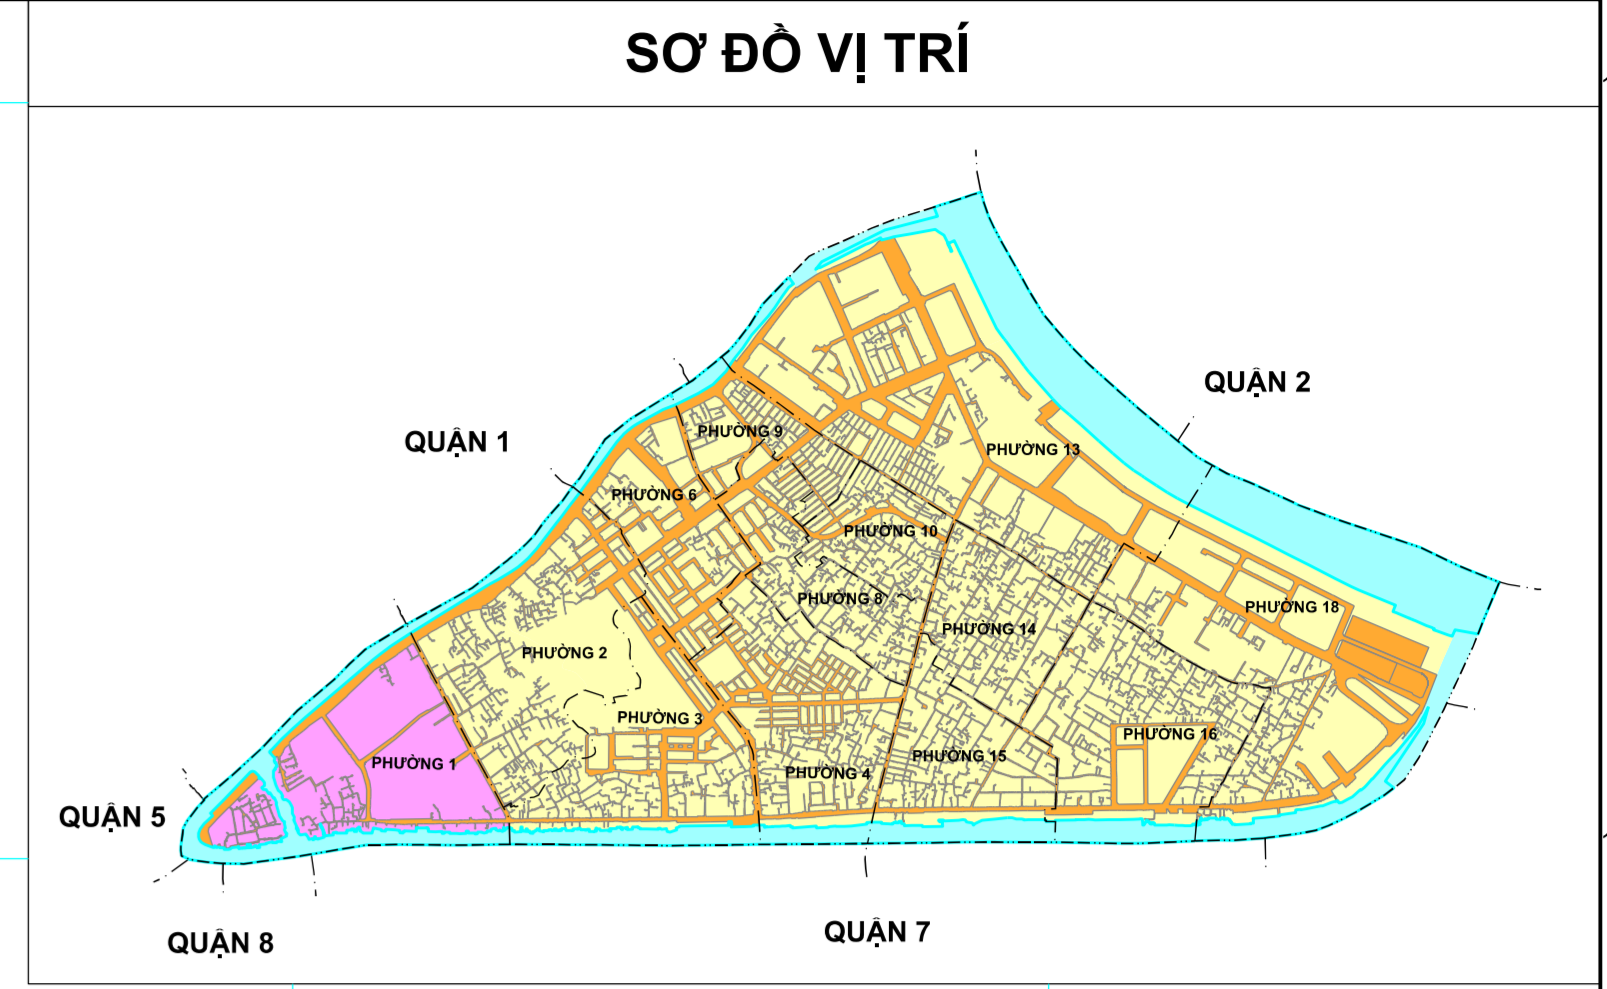 SƠ ĐỒ VỊ TRÍ
QUẬN 2
QUẬN 1
PHƯỜNG 9
PHƯỜNG 13
PHƯỜNG 6
PHƯỜNG 10
PHƯỜNG 8
PHƯỜNG 18
PHƯỜNG 14
PHƯỜNG 2
PHƯỜNG 3
PHƯỜNG 16
PHƯỜNG 15
PHƯỜNG 1
PHƯỜNG 4
QUẬN 5
QUẬN 7
QUẬN 8